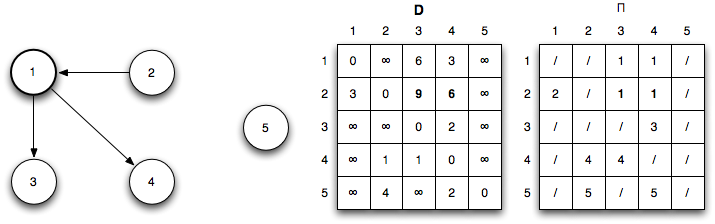 D Π
1 2 3 4 5 1 2 3 4 5
1 0 ∞ 6 3 ∞ 1 / / 1 1 /
2 3 0 9 6 ∞ 2 2 / 1 1 /
3 ∞ ∞ 0 2 ∞ 3 / / / 3 /
4 ∞ 1 1 0 ∞ 4 / 4 4 / /
5 ∞ 4 ∞ 2 0 5 / 5 / 5 /
1 2
5
3 4